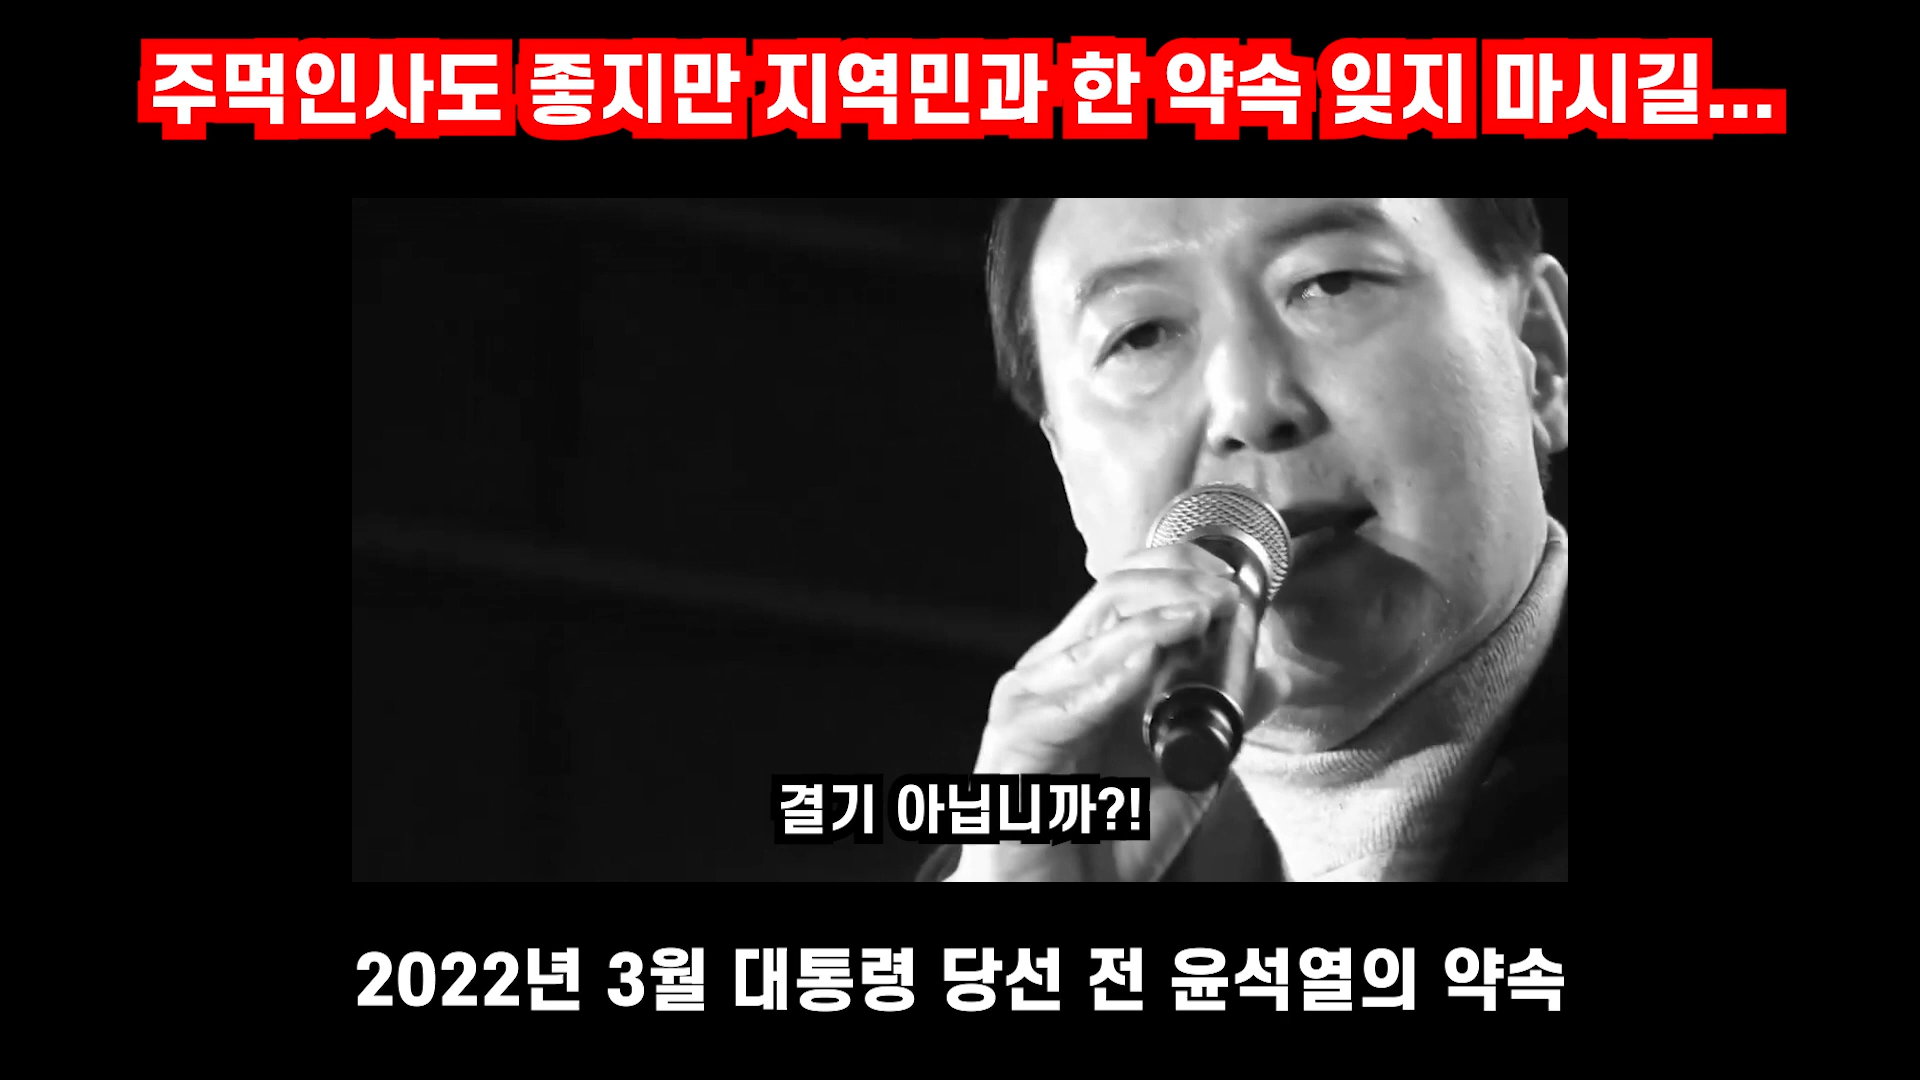 주먹인사도 좋지만 지역민과 한 약속 잊지 마시길...
결기 아닙니까?!
2022년 3월 대통령 당선 전 윤석열의 약속